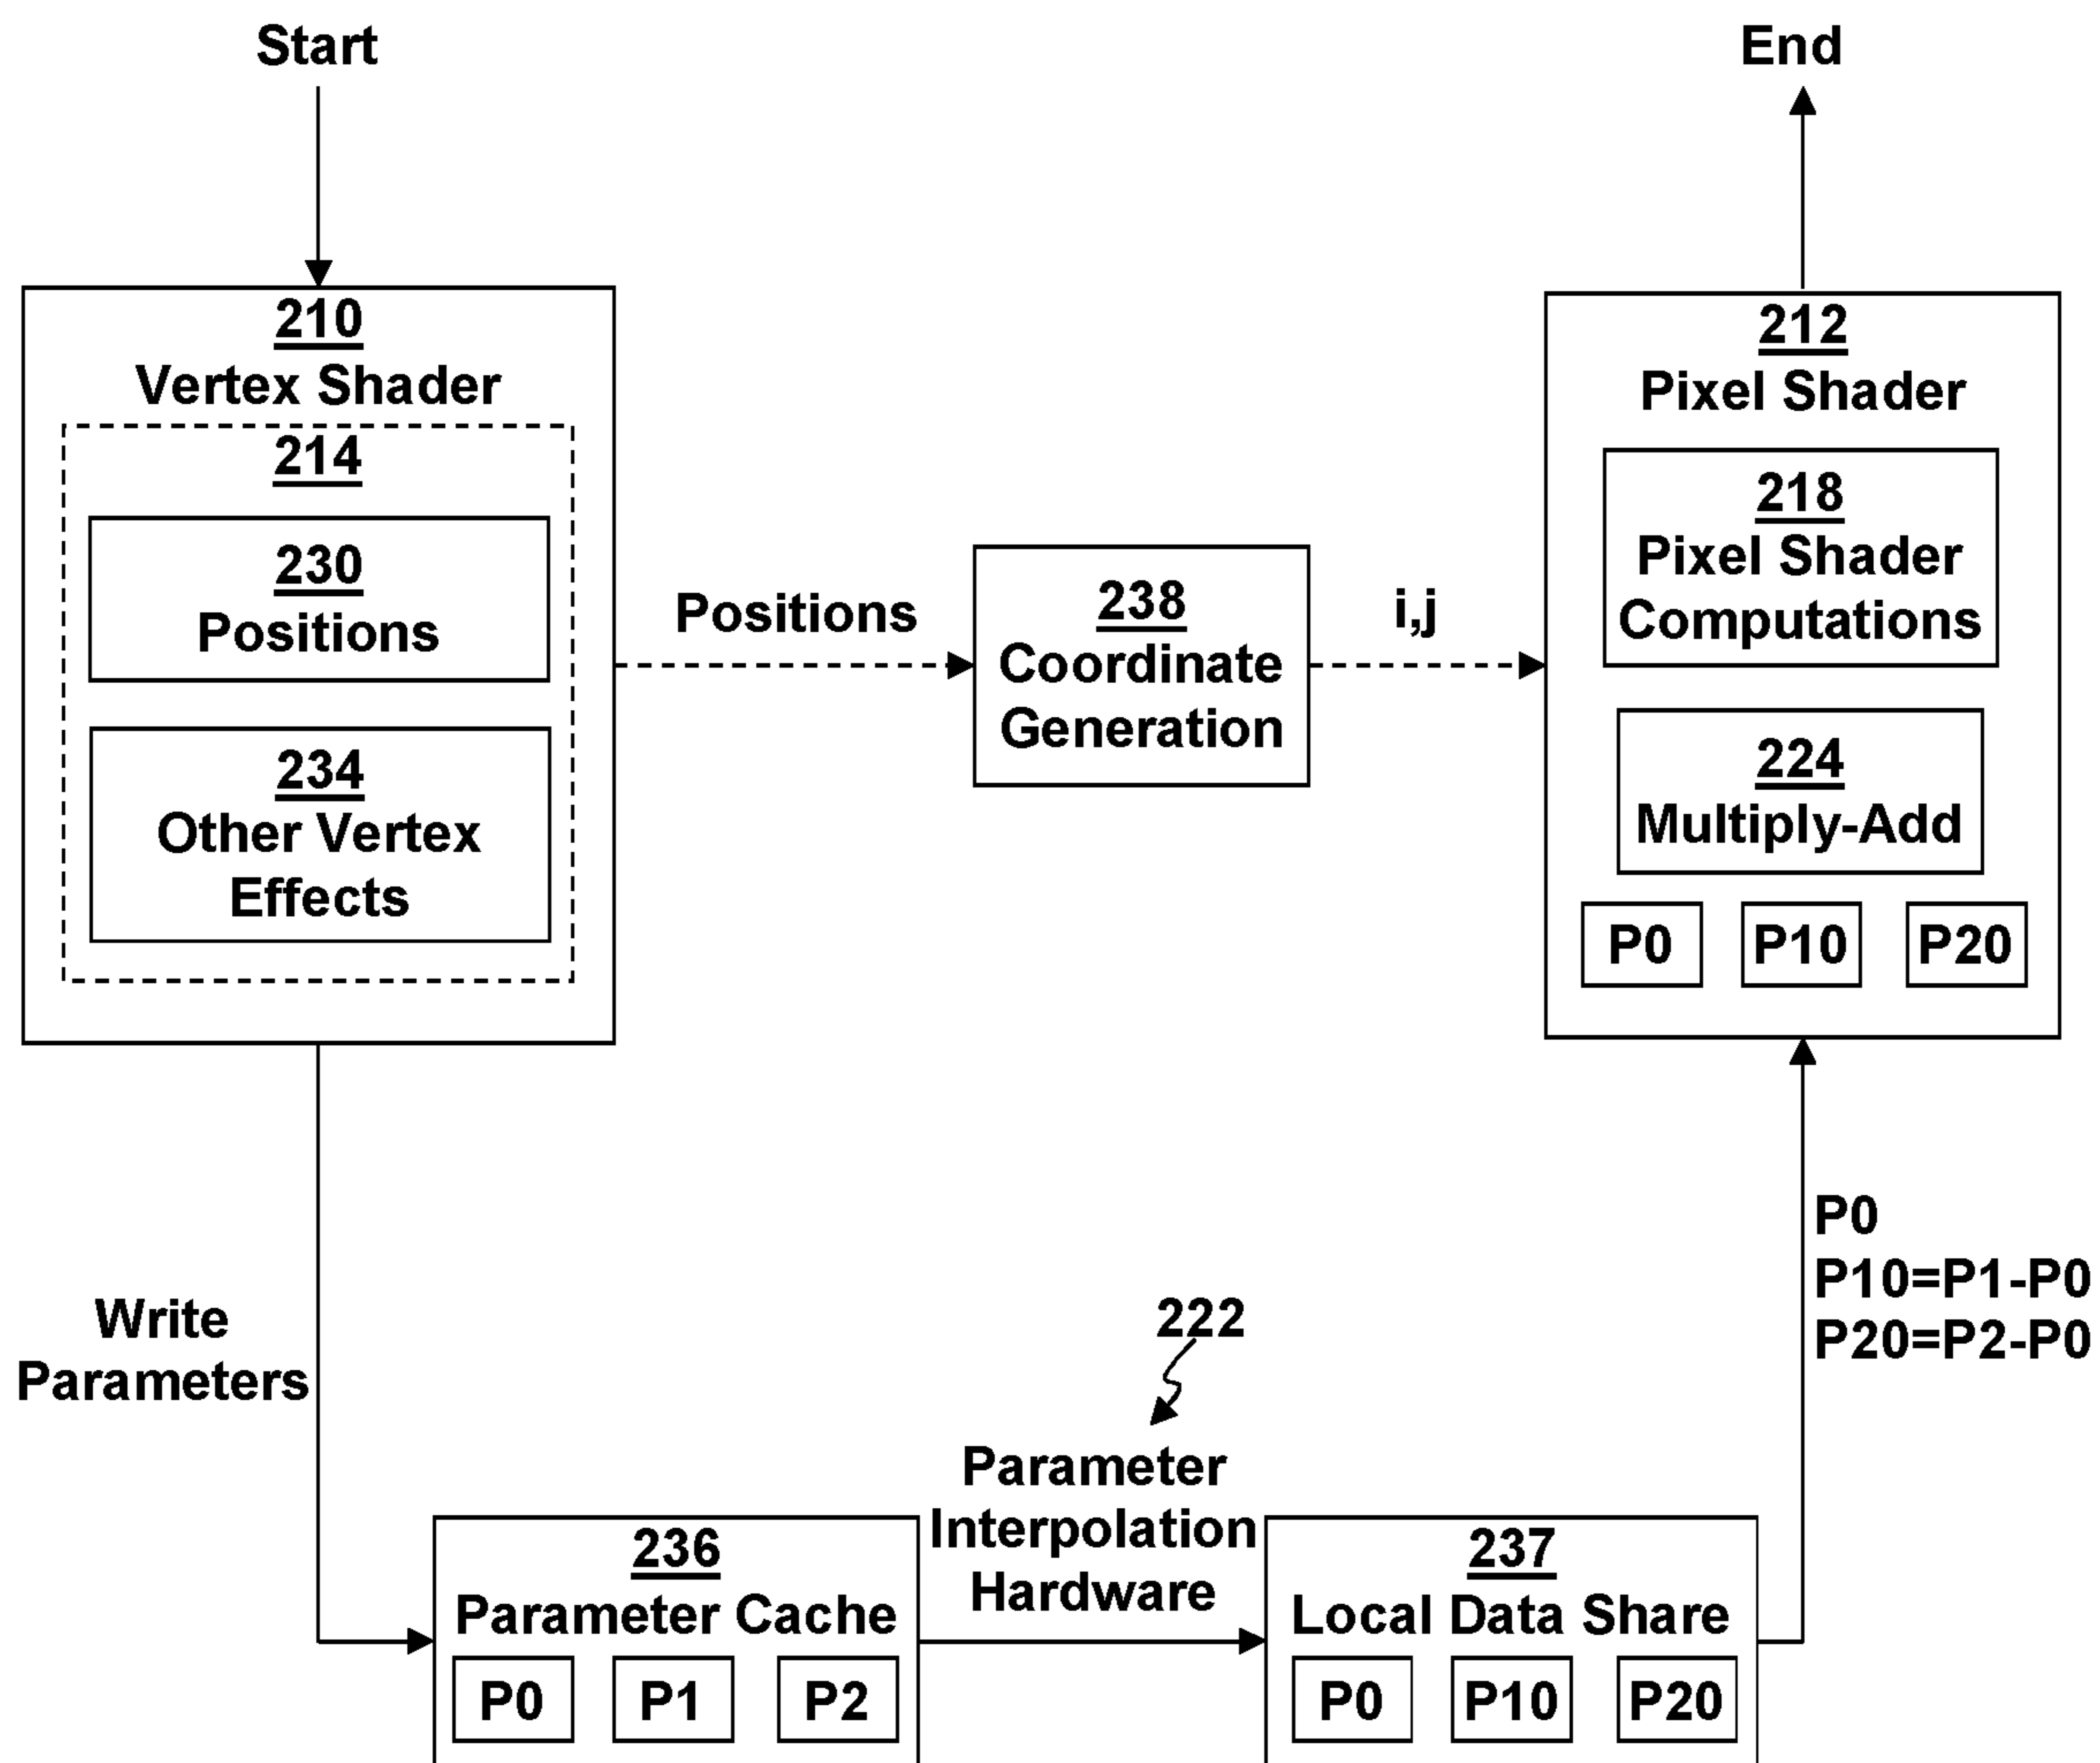 Start
End
210
Vertex Shader
214
230
Positions
234
Other Vertex
Effects
Positions
238
Coordinate
Generation
i,j
212
Pixel Shader
218
Pixel Shader
Computations
224
Multiply-Add
P0
P10
P20
Write
Parameters
236
Parameter Cache
P0
P1
P2
222
Parameter
Interpolation
Hardware
237
Local Data Share
P0
P10
P20
P0
P10=P1-P0
P20=P2-P0